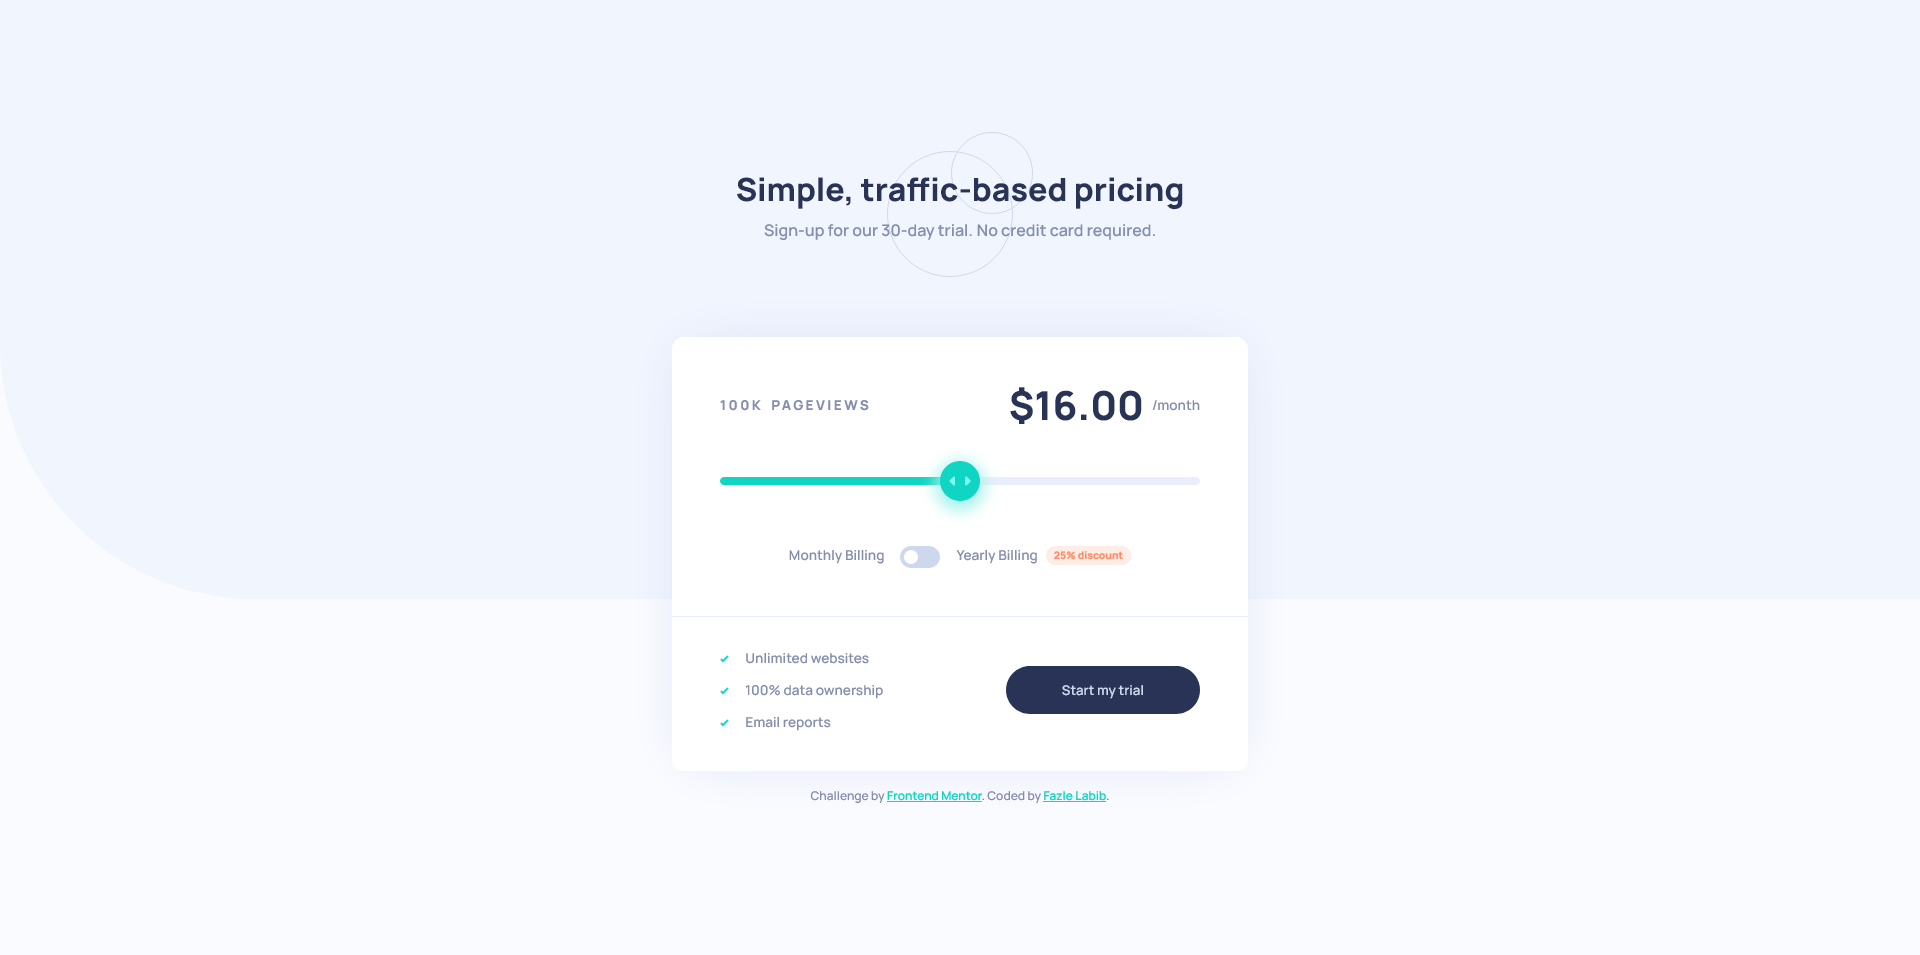 Simple, traffic-based pricing
Sign-up for our 30-day trial. No credit card required.
100K PAGEVIEWS
$16.00 /month
Monthly Billing
Yearly Billing 25% discount
Unlimited websites
100% data ownership
Email reports
Start my trial
Challenge by Frontend Mentor. Coded by Fazle Labib.